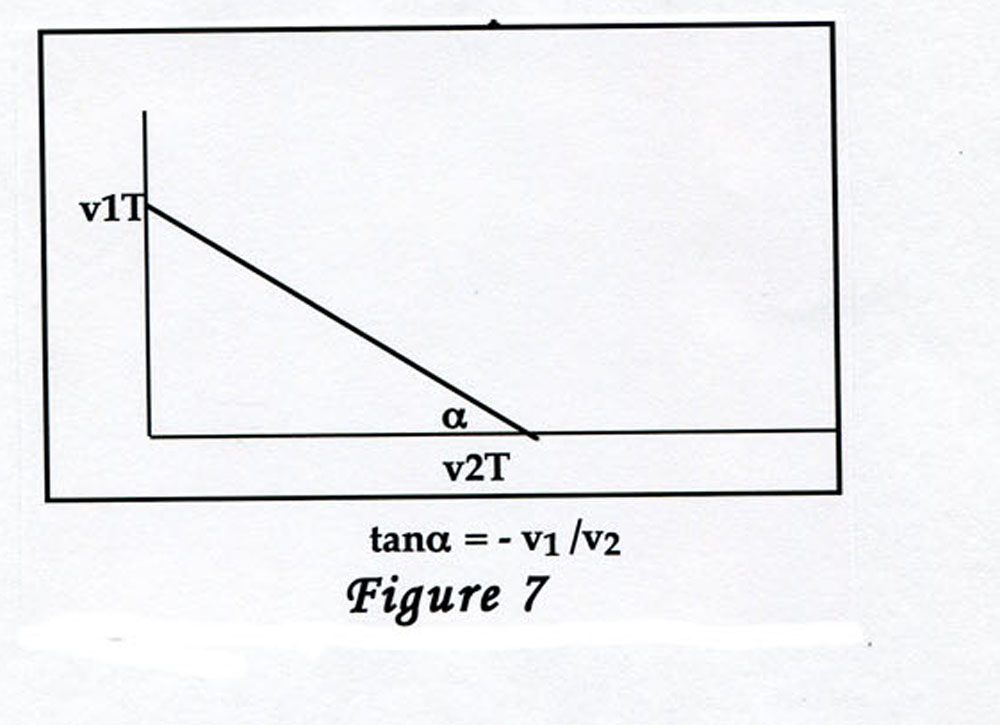 v1T
α
v2T
tanα = - v1 /v2
Figure 7